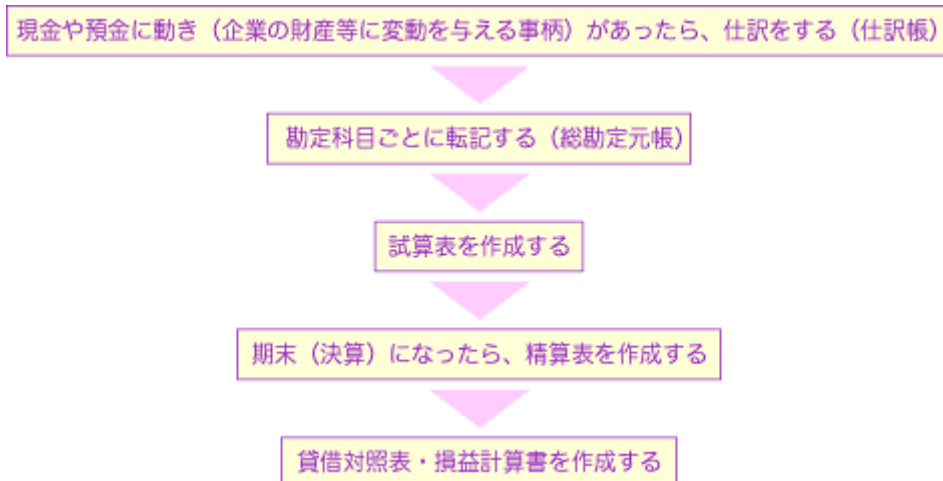 現金や預金に動き（企業の財産等に変動を与える事柄）があったら、仕訳をする（仕訳帳）
勘定科目ごとに転記する（総勘定元帳）
試算表を作成する
期末（決算）になったら、精算表を作成する
貸借対照表・損益計算書を作成する